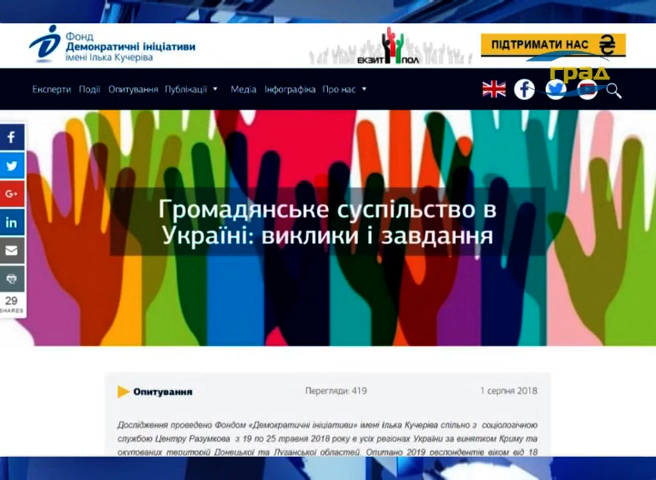 Фонд
Демократичні ініціативи
імені Ілька Кучеріва
ЕКЗИТ ПОЛ
ПІДТРИМАТИ НАС ₴
град
Експерти Події Опитування Публікації Медіа Інфографіка Про нас
Громадянське суспільство в
Україні: виклики і завдання
29
SHARES
Опитування Перегляди: 419 1 серпня 2018
Дослідження проведено Фондом «Демократичні ініціативи» імені Ілька Кучеріва спільно з соціологічною
службою Центру Разумкова з 19 по 25 травня 2018 року в усіх регіонах України за винятком Криму та
окупованих територій Донецької та Луганської областей. Опитано 2019 респондентів віком від 18